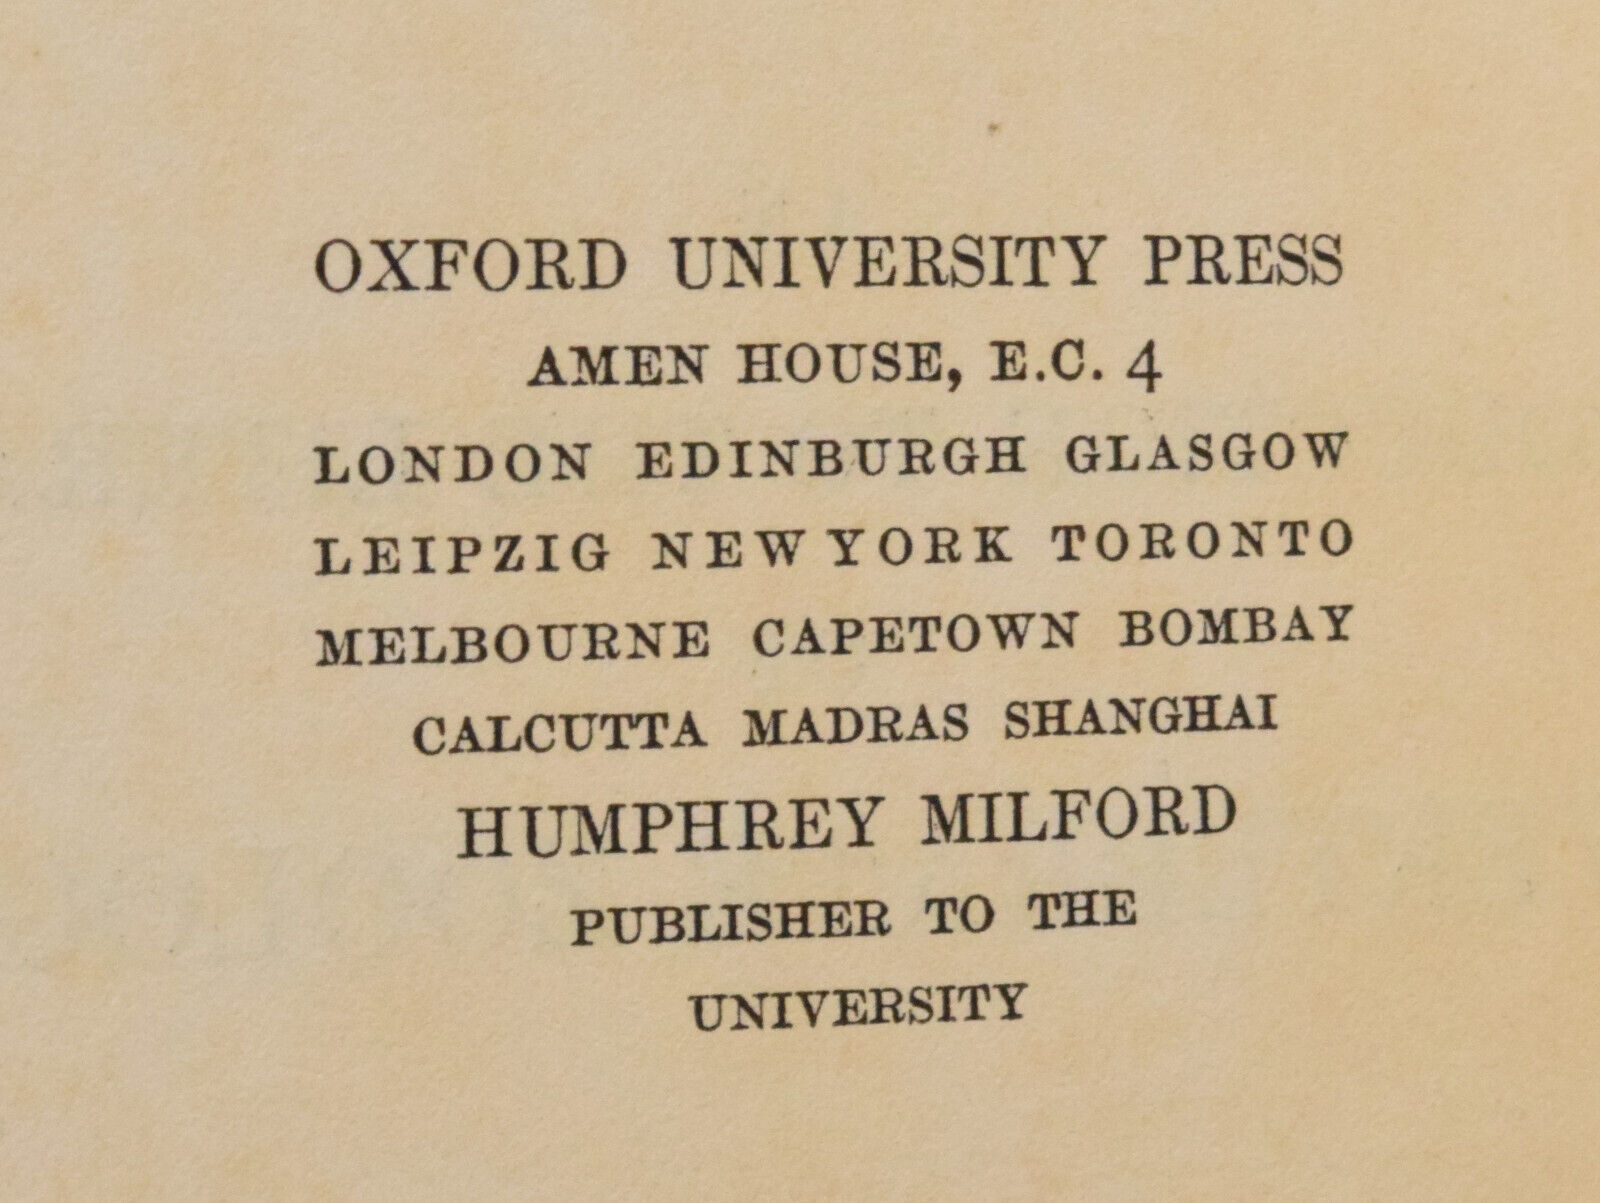 OXFORD UNIVERSITY PRESS
AMEN HOUSE, E.C. 4
LONDON EDINBURGH GLASGOW
LEIPZIG NEW YORK TORONTO
MELBOURNE CAPETOWN BOMBAY
CALCUTTA MADRAS SHANGHAI
HUMPHREY MILFORD
PUBLISHER TO THE
UNIVERSITY